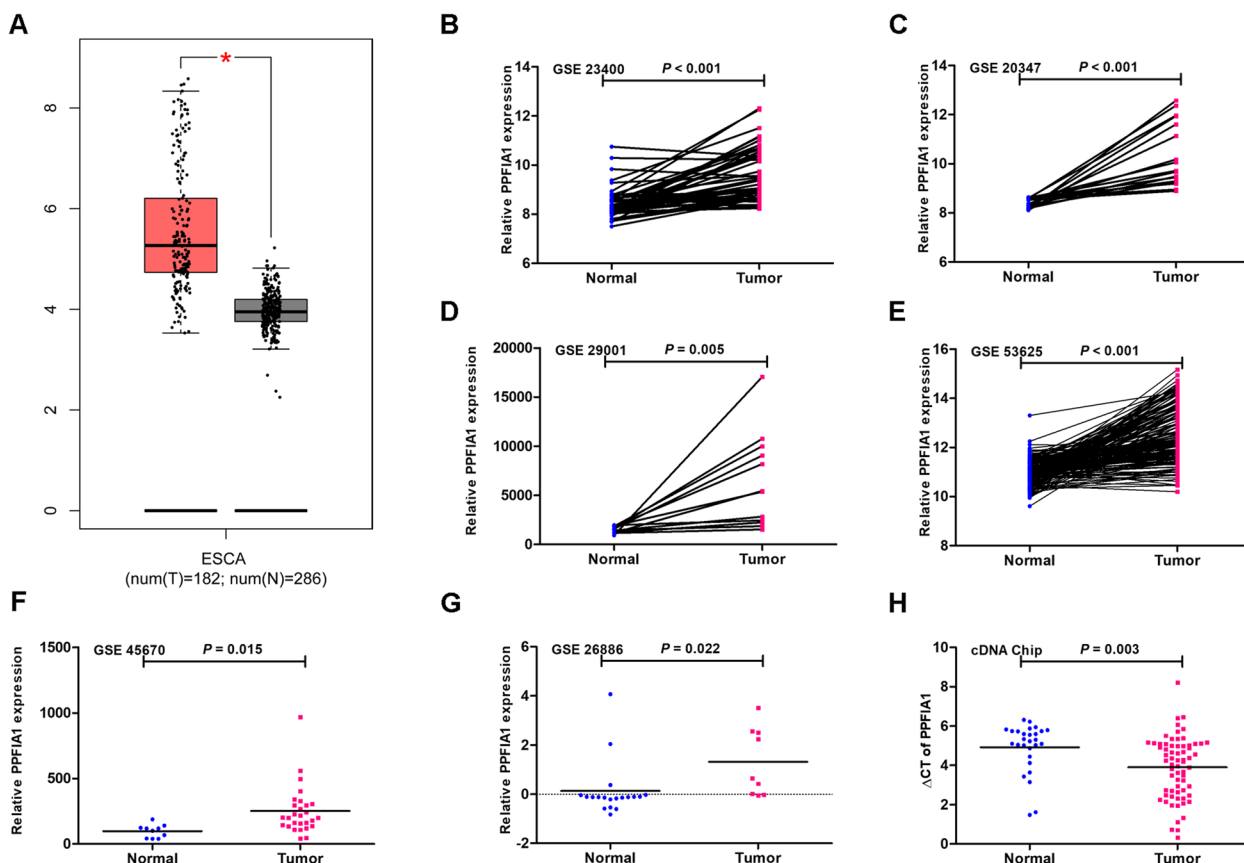 A
*
8
6
4
2
0
ESCA
(num(T)=182; num(N)=286)
B
GSE 23400
P < 0.001
Relative PPFIA1 expression
14
12
10
8
6
Normal Tumor
C
GSE 20347
P < 0.001
Relative PPFIA1 expression
14
12
10
8
6
Normal Tumor
D
GSE 29001
P = 0.005
Relative PPFIA1 expression
20000
15000
10000
5000
0
Normal Tumor
E
GSE 53625
P < 0.001
Relative PPFIA1 expression
16
14
12
10
8
Normal Tumor
F
GSE 45670
P = 0.015
Relative PPFIA1 expression
1500
1000
500
0
Normal Tumor
G
GSE 26886
P = 0.022
Relative PPFIA1 expression
6
4
2
0
-2
Normal Tumor
H
cDNA Chip
P = 0.003
ΔCT of PPFIA1
10
8
6
4
2
0
Normal Tumor